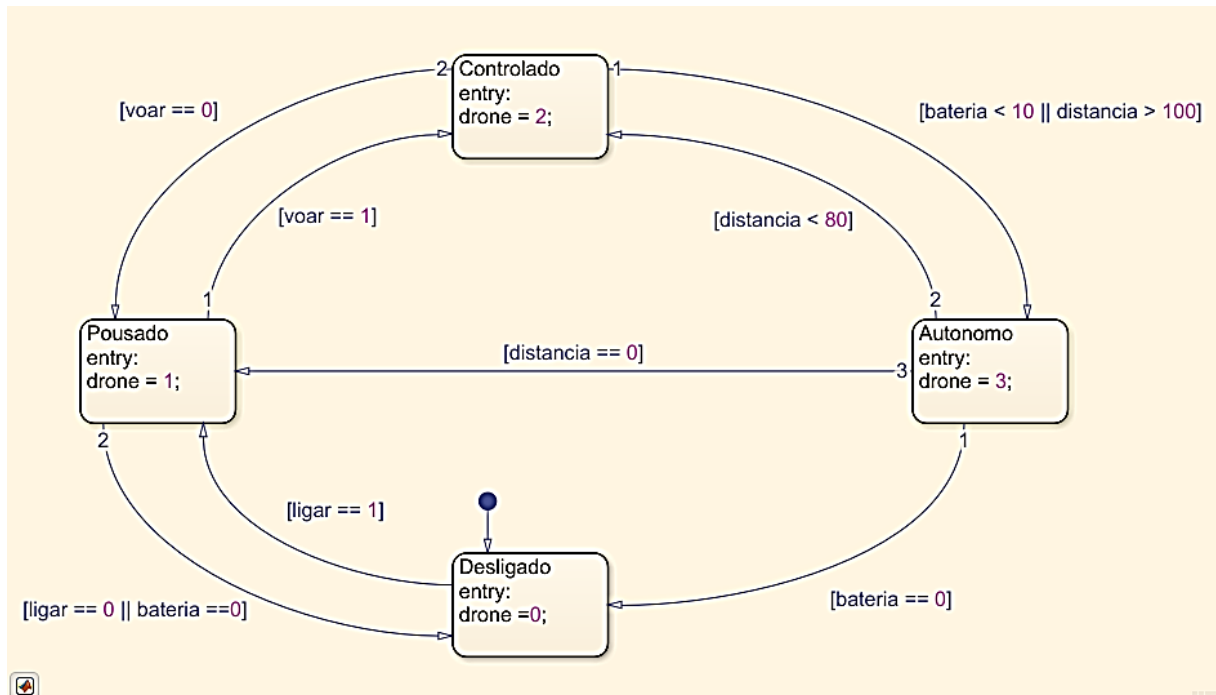 2
Controlado
entry:
drone = 2;
1
[voar == 0]
[bateria < 10 || distancia > 100]
[voar == 1]
[distancia < 80]
1
2
Pousado
entry:
drone = 1;
[distancia == 0]
3
Autonomo
entry:
drone = 3;
2
1
[ligar == 1]
Desligado
entry:
drone =0;
[ligar == 0 || bateria ==0]
[bateria == 0]